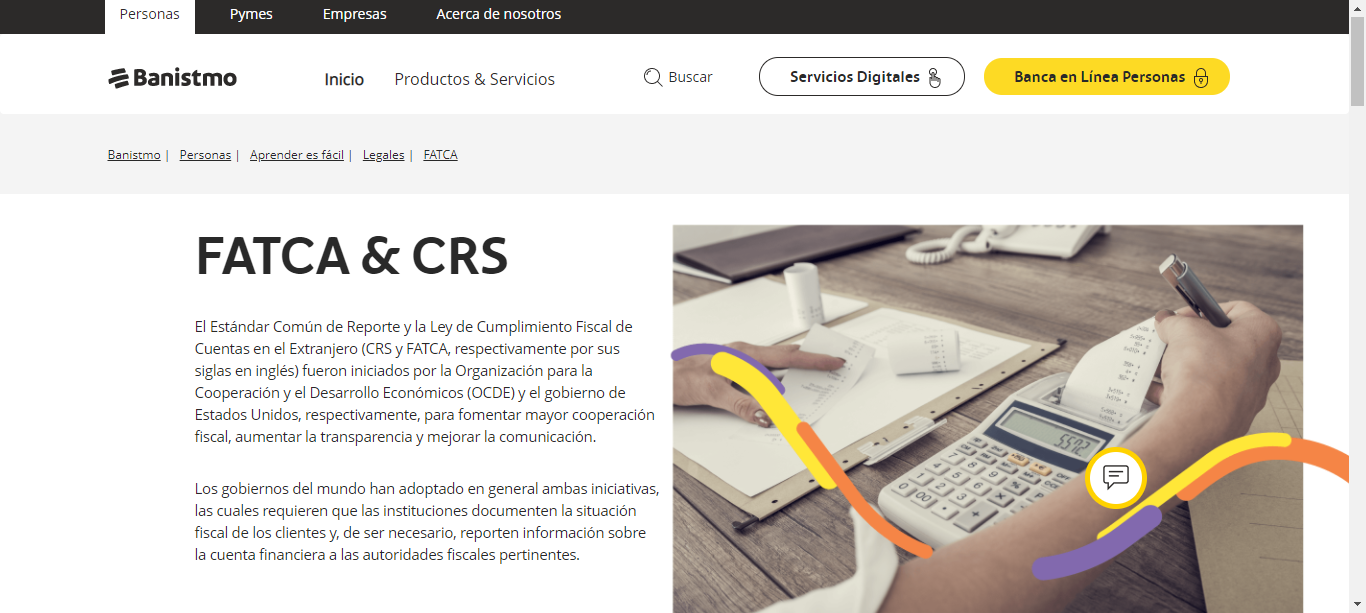 Personas Pymes Empresas Acerca de nosotros
Banistmo Inicio Productos & Servicios Buscar Servicios Digitales Banca en Línea Personas
Banistmo | Personas | Aprender es fácil | Legales | FATCA
FATCA & CRS
El Estándar Común de Reporte y la Ley de Cumplimiento Fiscal de
Cuentas en el Extranjero (CRS y FATCA, respectivamente por sus
siglas en inglés) fueron iniciados por la Organización para la
Cooperación y el Desarrollo Económicos (OCDE) y el gobierno de
Estados Unidos, respectivamente, para fomentar mayor cooperación
fiscal, aumentar la transparencia y mejorar la comunicación.
Los gobiernos del mundo han adoptado en general ambas iniciativas,
las cuales requieren que las instituciones documenten la situación
fiscal de los clientes y, de ser necesario, reporten información sobre
la cuenta financiera a las autoridades fiscales pertinentes.